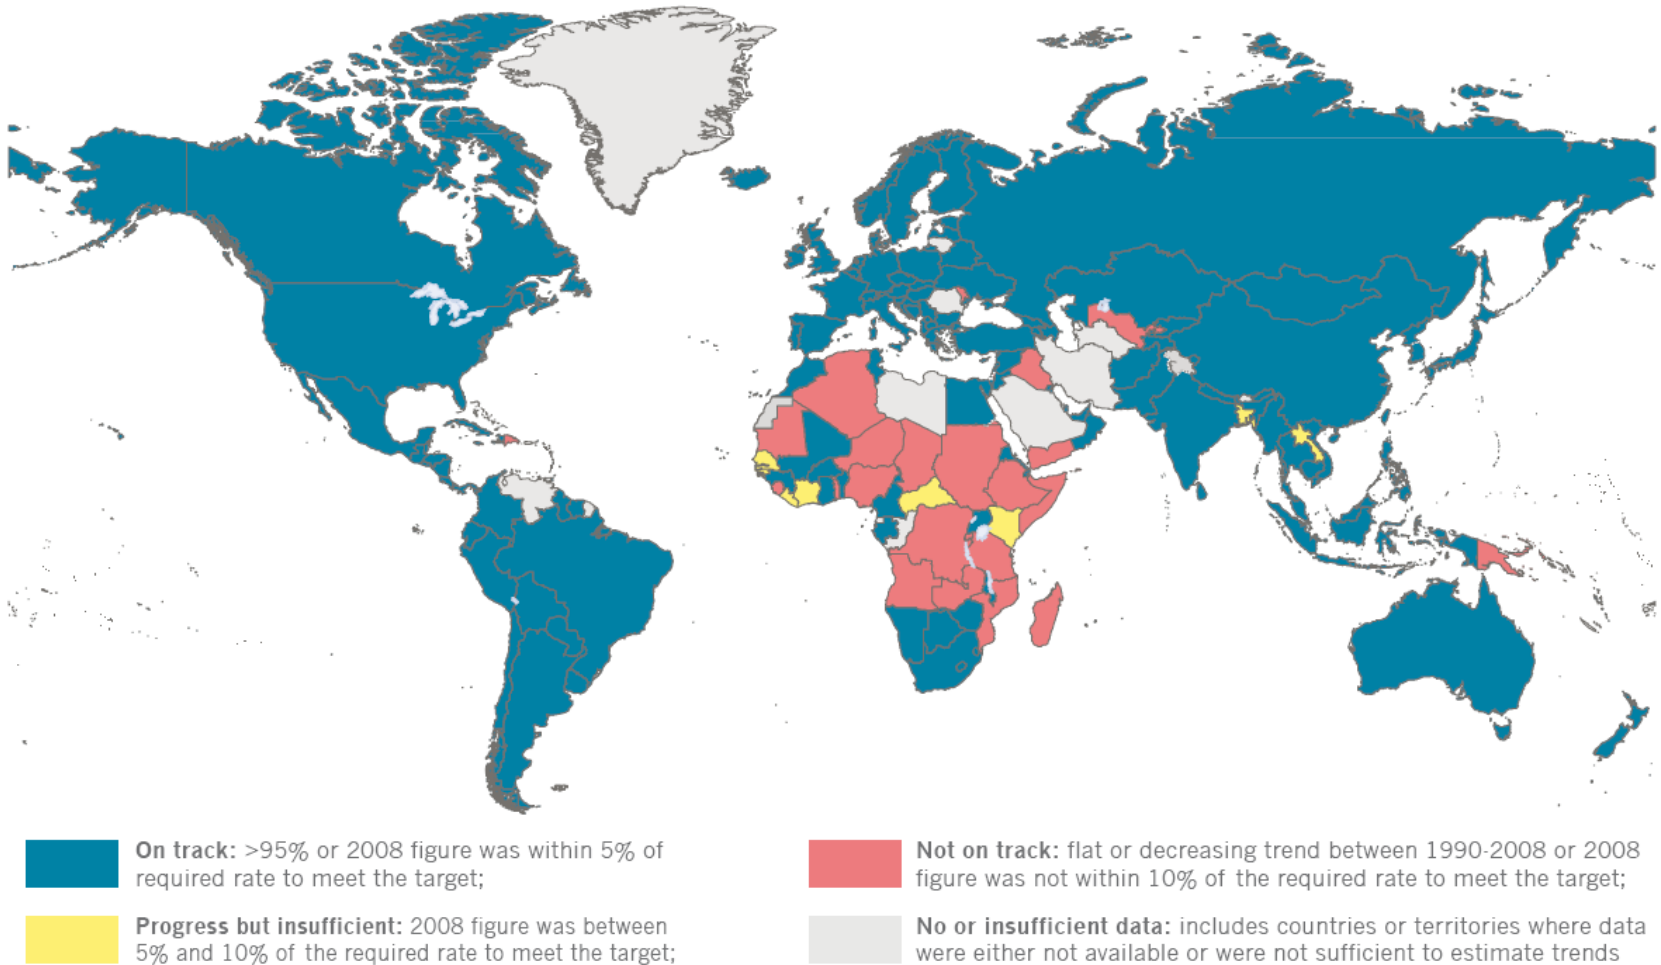 On track: >95% or 2008 figure was within 5% of
required rate to meet the target;
Progress but insufficient: 2008 figure was between
5% and 10% of the required rate to meet the target;
Not on track: flat or decreasing trend between 1990-2008 or 2008
figure was not within 10% of the required rate to meet the target;
No or insufficient data: includes countries or territories where data
were either not available or were not sufficient to estimate trends